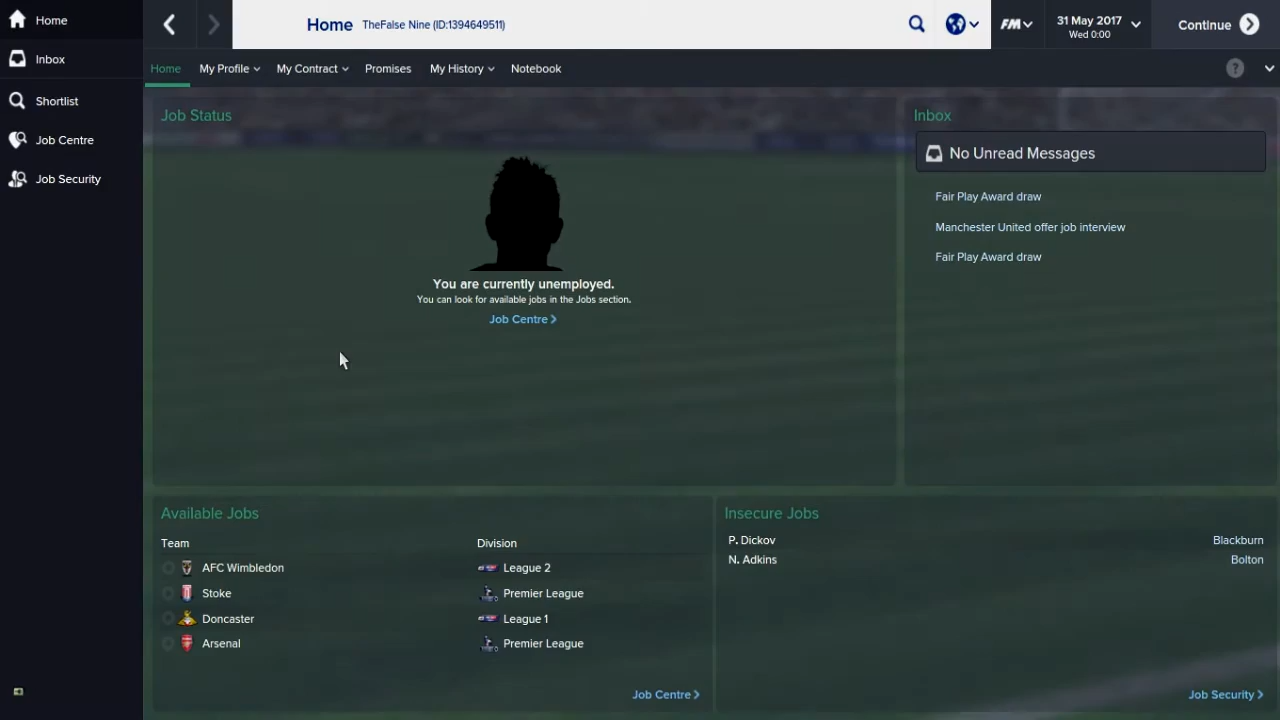 Home
Inbox
Shortlist
Job Centre
Job Security
Home TheFalse Nine (ID:1394649511)
FM
31 May 2017
Wed 0:00
Continue
Home My Profile My Contract Promises My History Notebook
?
Job Status
You are currently unemployed.
You can look for available jobs in the Jobs section.
Job Centre
Inbox
No Unread Messages
Fair Play Award draw
Manchester United offer job interview
Fair Play Award draw
Available Jobs
Team Division
AFC Wimbledon League 2
Stoke Premier League
Doncaster League 1
Arsenal Premier League
Job Centre
Insecure Jobs
P. Dickov Blackburn
N. Adkins Bolton
Job Security